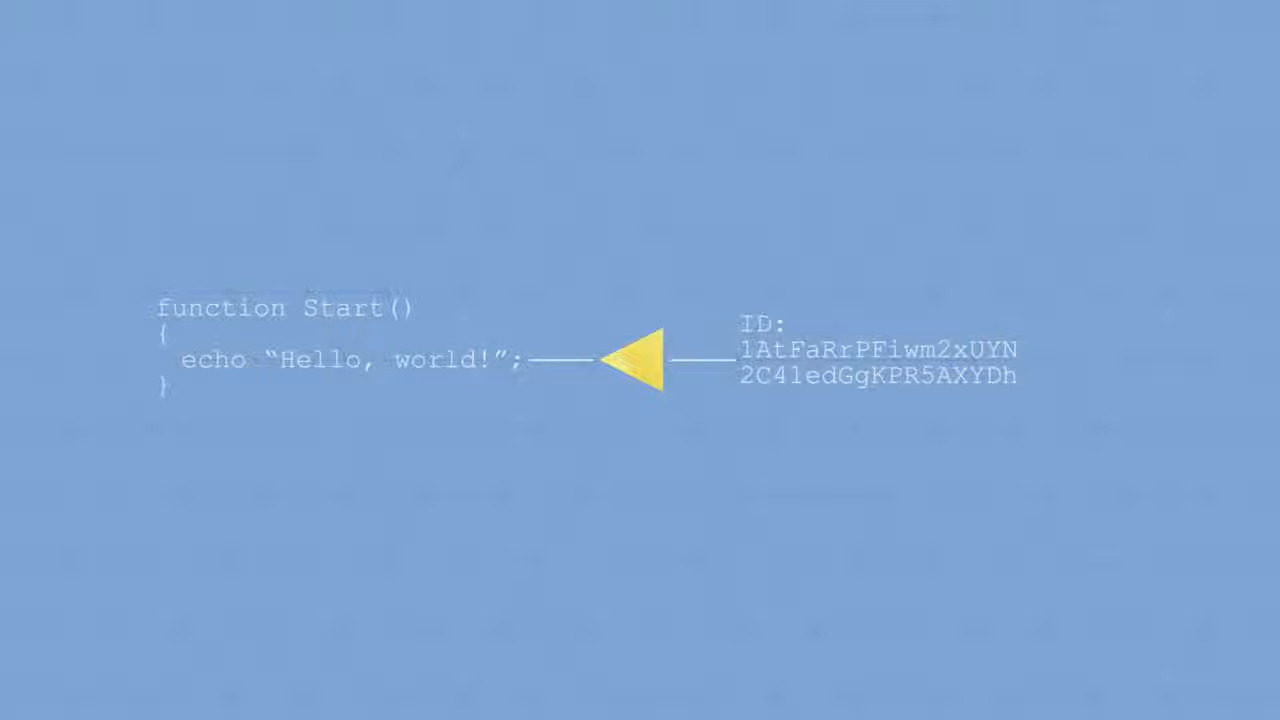 function Start()
{
echo “Hello, world!”;
}
ID:
1AtFaRrPFiwm2xUYN
2C4ledGgKPR5AXYDh